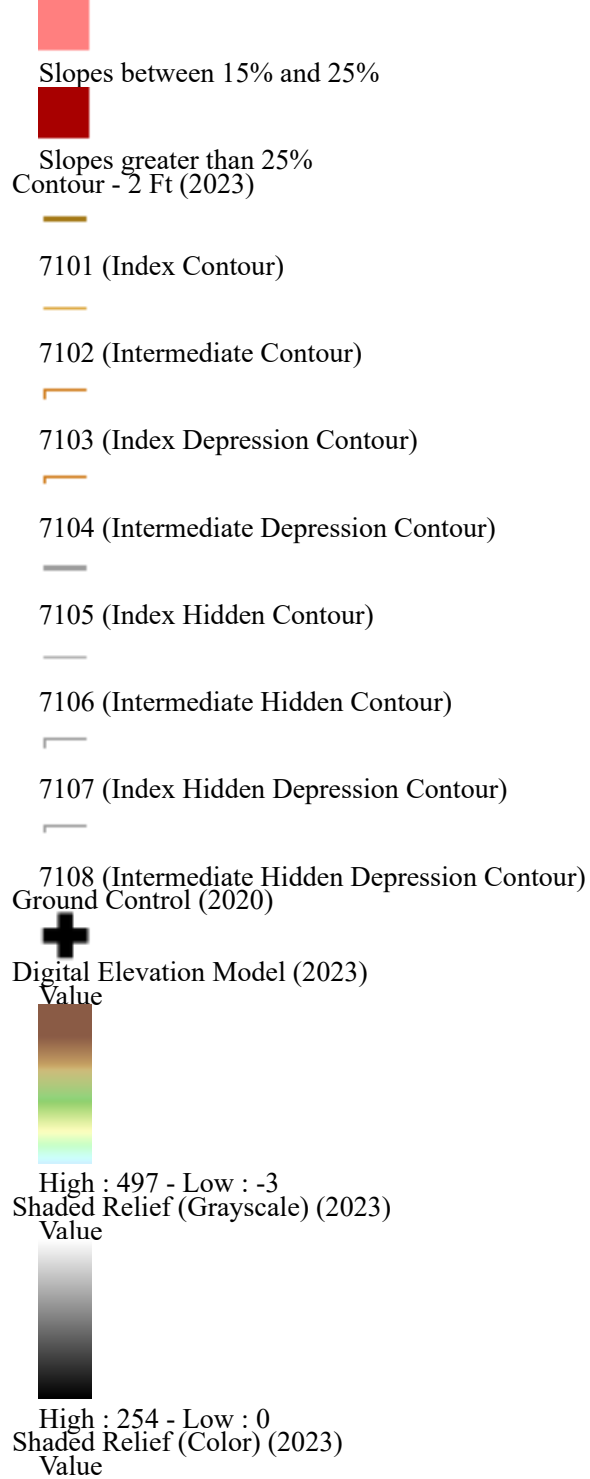 Slopes between 15% and 25%
Slopes greater than 25%
Contour - 2 Ft (2023)
7101 (Index Contour)
7102 (Intermediate Contour)
7103 (Index Depression Contour)
7104 (Intermediate Depression Contour)
7105 (Index Hidden Contour)
7106 (Intermediate Hidden Contour)
7107 (Index Hidden Depression Contour)
7108 (Intermediate Hidden Depression Contour)
Ground Control (2020)
Digital Elevation Model (2023)
Value
High : 497 - Low : -3
Shaded Relief (Grayscale) (2023)
Value
High : 254 - Low : 0
Shaded Relief (Color) (2023)
Value